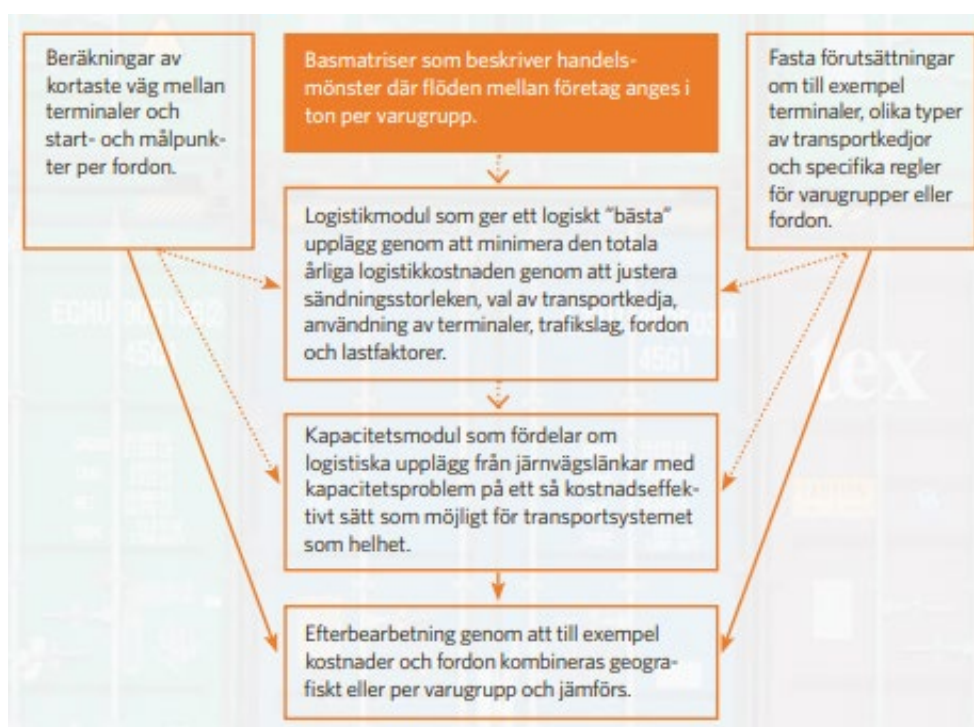 Beräkningar av
kortaste väg mellan
terminaler och
start- och målpunk-
ter per fordon.
Basmatriser som beskriver handels-
mönster där flöden mellan företag anges i
ton per varugrupp.
Fasta förutsättningar
om till exempel
terminaler, olika typer
av transportkedjor
och specifika regler
för varugrupper eller
fordon.
Logistikmodul som ger ett logiskt ”bästa”
upplägg genom att minimera den totala
årliga logistikkostnaden genom att justera
sändningsstorleken, val av transportkedja,
användning av terminaler, trafikslag, fordon
och lastfaktorer.
45G1
tex
Kapacitetsmodul som fördelar om
logistiska upplägg från järnvägslänkar med
kapacitetsproblem på ett så kostnadseffek-
tivt sätt som möjligt för transportsystemet
som helhet.
Efterbearbetning genom att till exempel
kostnader och fordon kombineras geogra-
fiskt eller per varugrupp och jämförs.